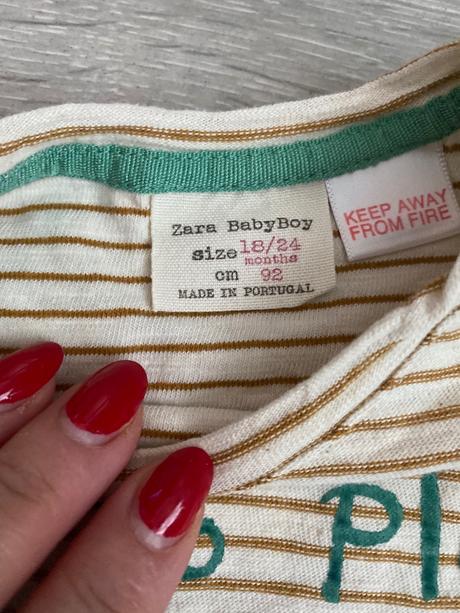 Zara BabyBoy
size 18/24
months
cm 92
MADE IN PORTUGAL
KEEP AWAY
FROM FIRE